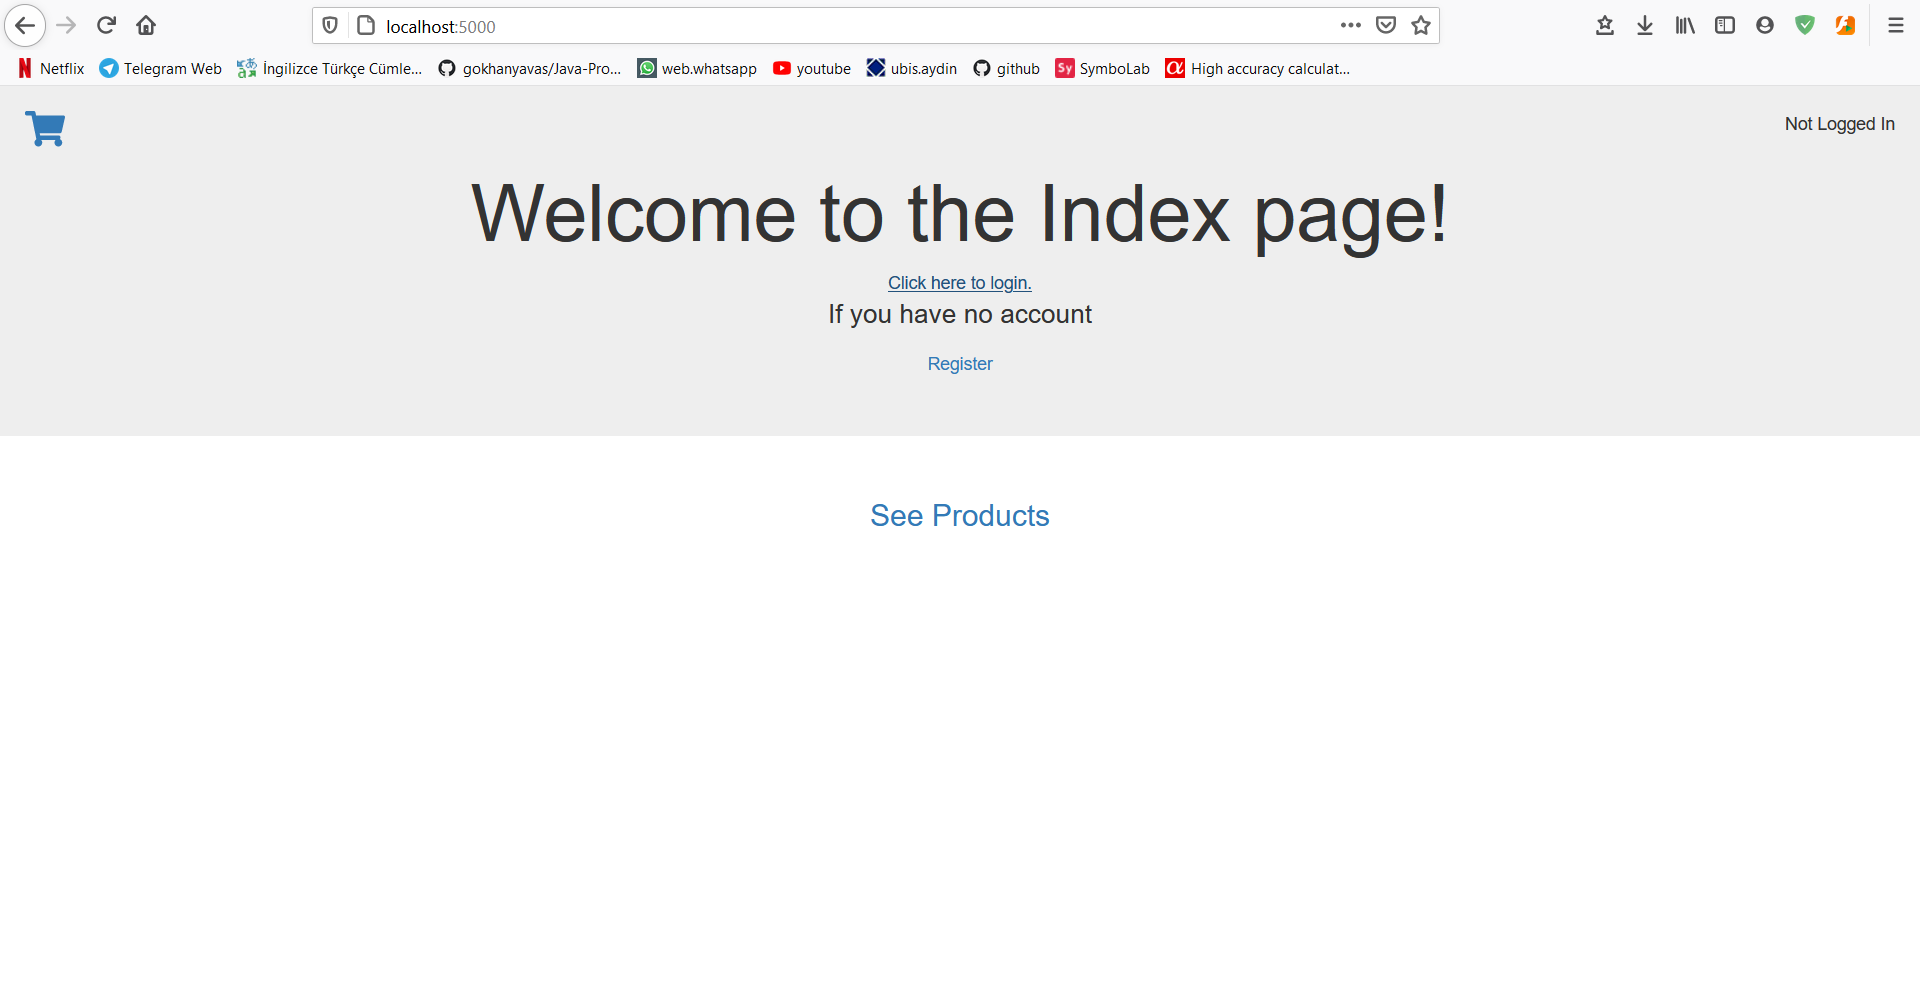 localhost:5000
Netflix Telegram Web İngilizce Türkçe Cümle... gokhanyavas/Java-Pro... web.whatsapp youtube ubis.aydin github Sy SymboLab High accuracy calculat...
Not Logged In
Welcome to the Index page!
Click here to login.
If you have no account
Register
See Products